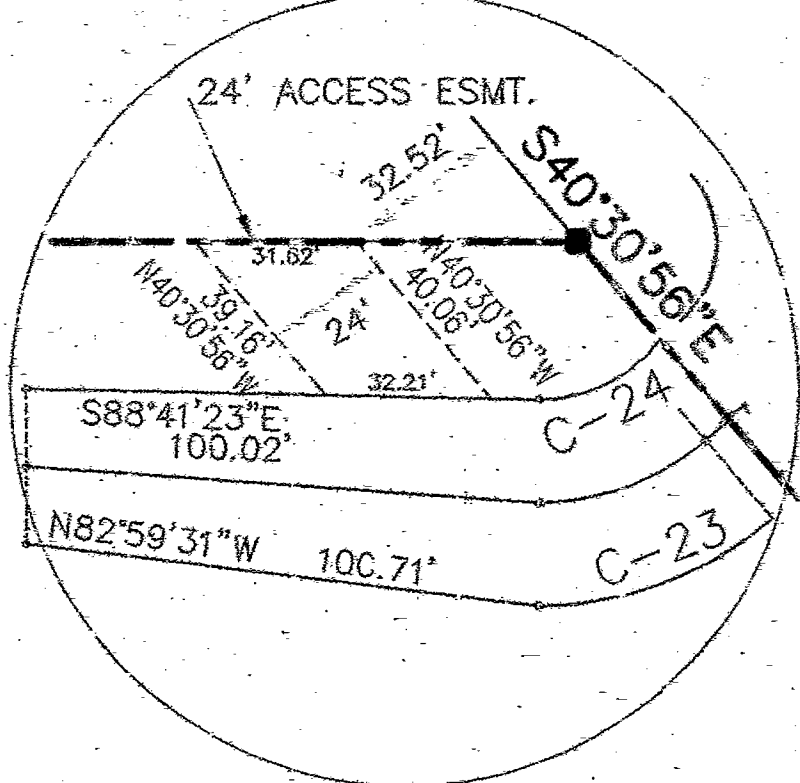 24' ACCESS ESMT.
32.52'
S40°30'56"E
31.62'
N40°30'56"W
39.16'
24'
N40°30'56"W
40.06'
32.21'
S88°41'23"E
100.02'
C-24
N82°59'31"W
100.71'
C-23